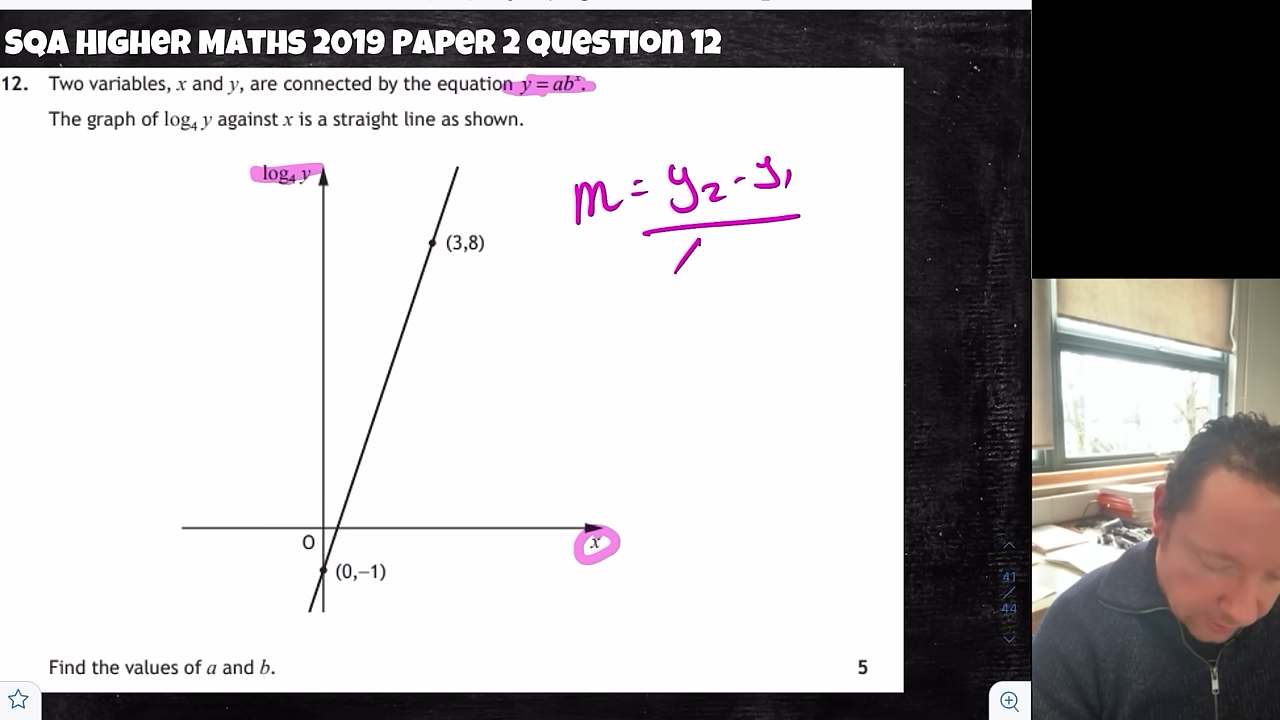 SQA Higher Maths 2019 Paper 2 Question 12
12. Two variables, x and y, are connected by the equation y = abˣ.
The graph of log₄ y against x is a straight line as shown.
log₄ y
m = y₂ - y₁
(3,8)
O
x
(0,−1)
41
/
44
Find the values of a and b.
5